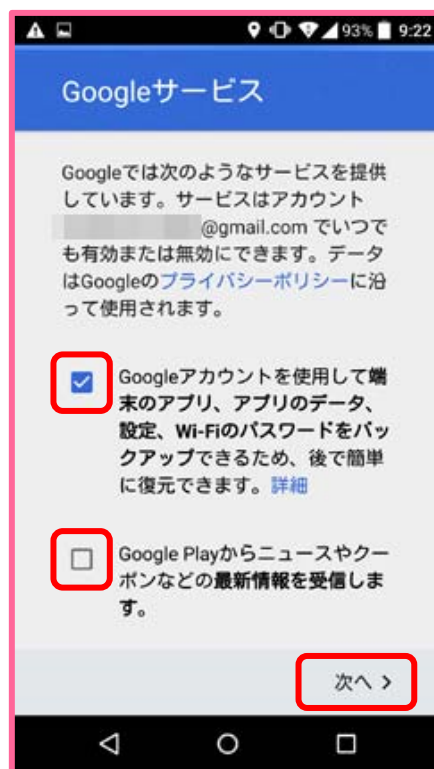 93% 9:22
Googleサービス
Googleでは次のようなサービスを提供
しています。サービスはアカウント
@gmail.com でいつで
も有効または無効にできます。データ
はGoogleのプライバシーポリシーに沿
って使用されます。
Googleアカウントを使用して端
末のアプリ、アプリのデータ、
設定、Wi-Fiのパスワードをバッ
クアップできるため、後で簡単
に復元できます。詳細
Google Playからニュースやクー
ポンなどの最新情報を受信しま
す。
次へ